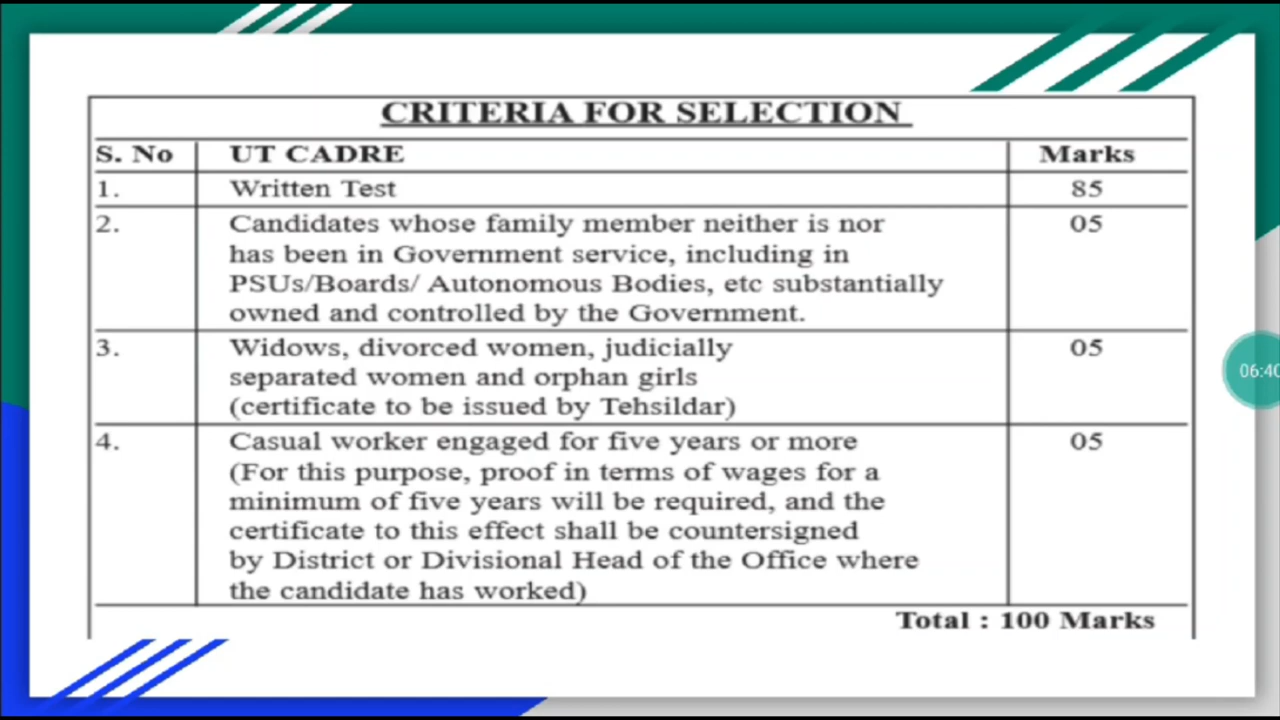 CRITERIA FOR SELECTION
S. No UT CADRE Marks
1. Written Test 85
2. Candidates whose family member neither is nor 05
has been in Government service, including in
PSUs/Boards/ Autonomous Bodies, etc substantially
owned and controlled by the Government.
3. Widows, divorced women, judicially 05
separated women and orphan girls
(certificate to be issued by Tehsildar)
4. Casual worker engaged for five years or more 05
(For this purpose, proof in terms of wages for a
minimum of five years will be required, and the
certificate to this effect shall be countersigned
by District or Divisional Head of the Office where
the candidate has worked)
Total : 100 Marks
06:40